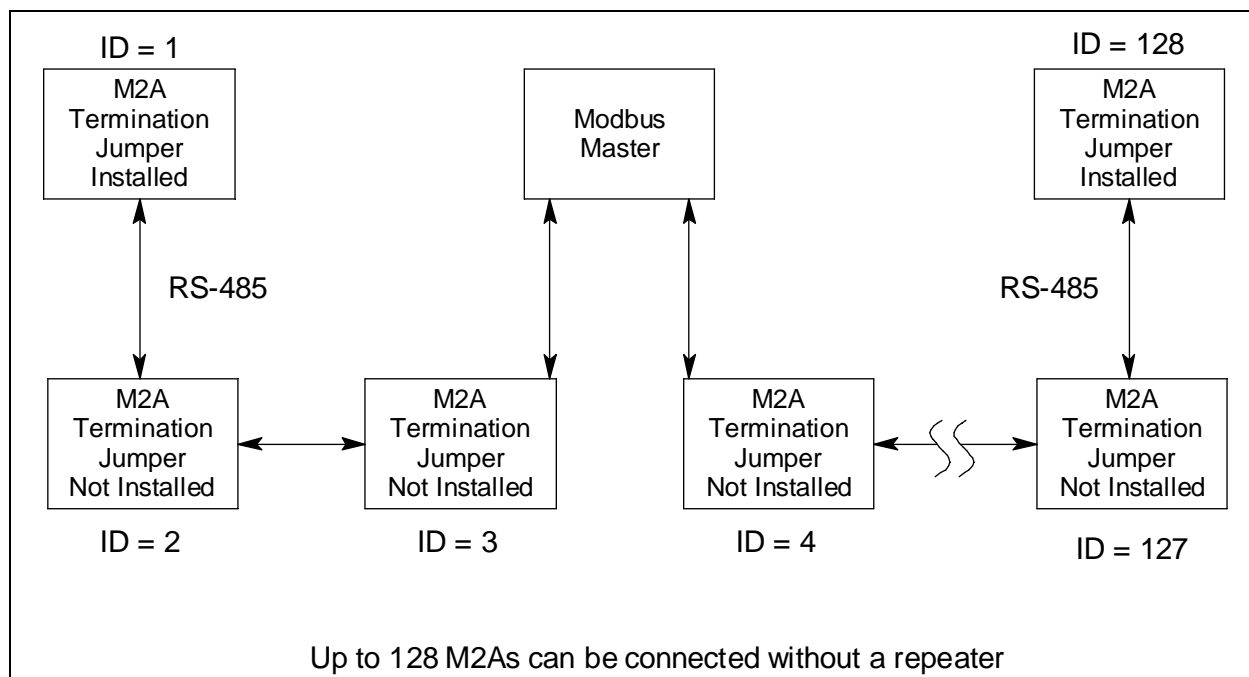 ID = 1
M2A
Termination
Jumper
Installed
Modbus
Master
ID = 128
M2A
Termination
Jumper
Installed
RS-485
RS-485
M2A
Termination
Jumper
Not Installed
ID = 2
M2A
Termination
Jumper
Not Installed
ID = 3
M2A
Termination
Jumper
Not Installed
ID = 4
M2A
Termination
Jumper
Not Installed
ID = 127
Up to 128 M2As can be connected without a repeater